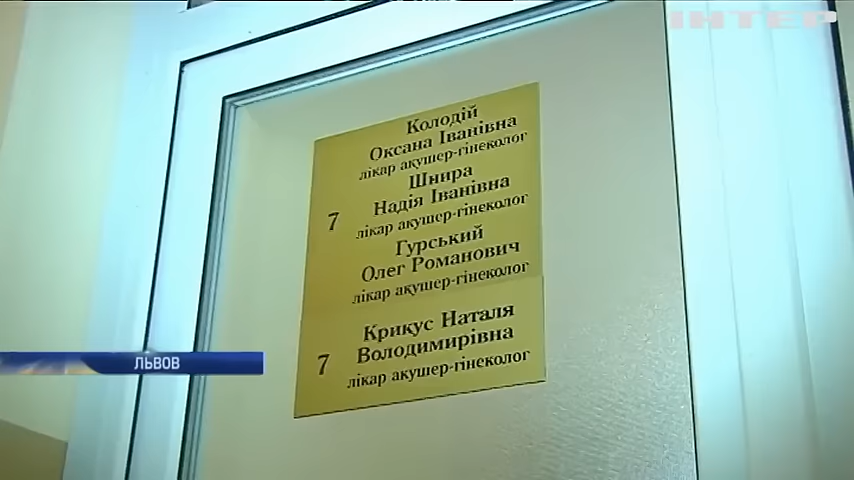 ІНТЕР
Колодій
Оксана Іванівна
лікар акушер-гінеколог
Шнира
Надія Іванівна
лікар акушер-гінеколог
7
Гурський
Олег Романович
лікар акушер-гінеколог
Крикус Наталя
Володимирівна
7
лікар акушер-гінеколог
ЛЬВОВ